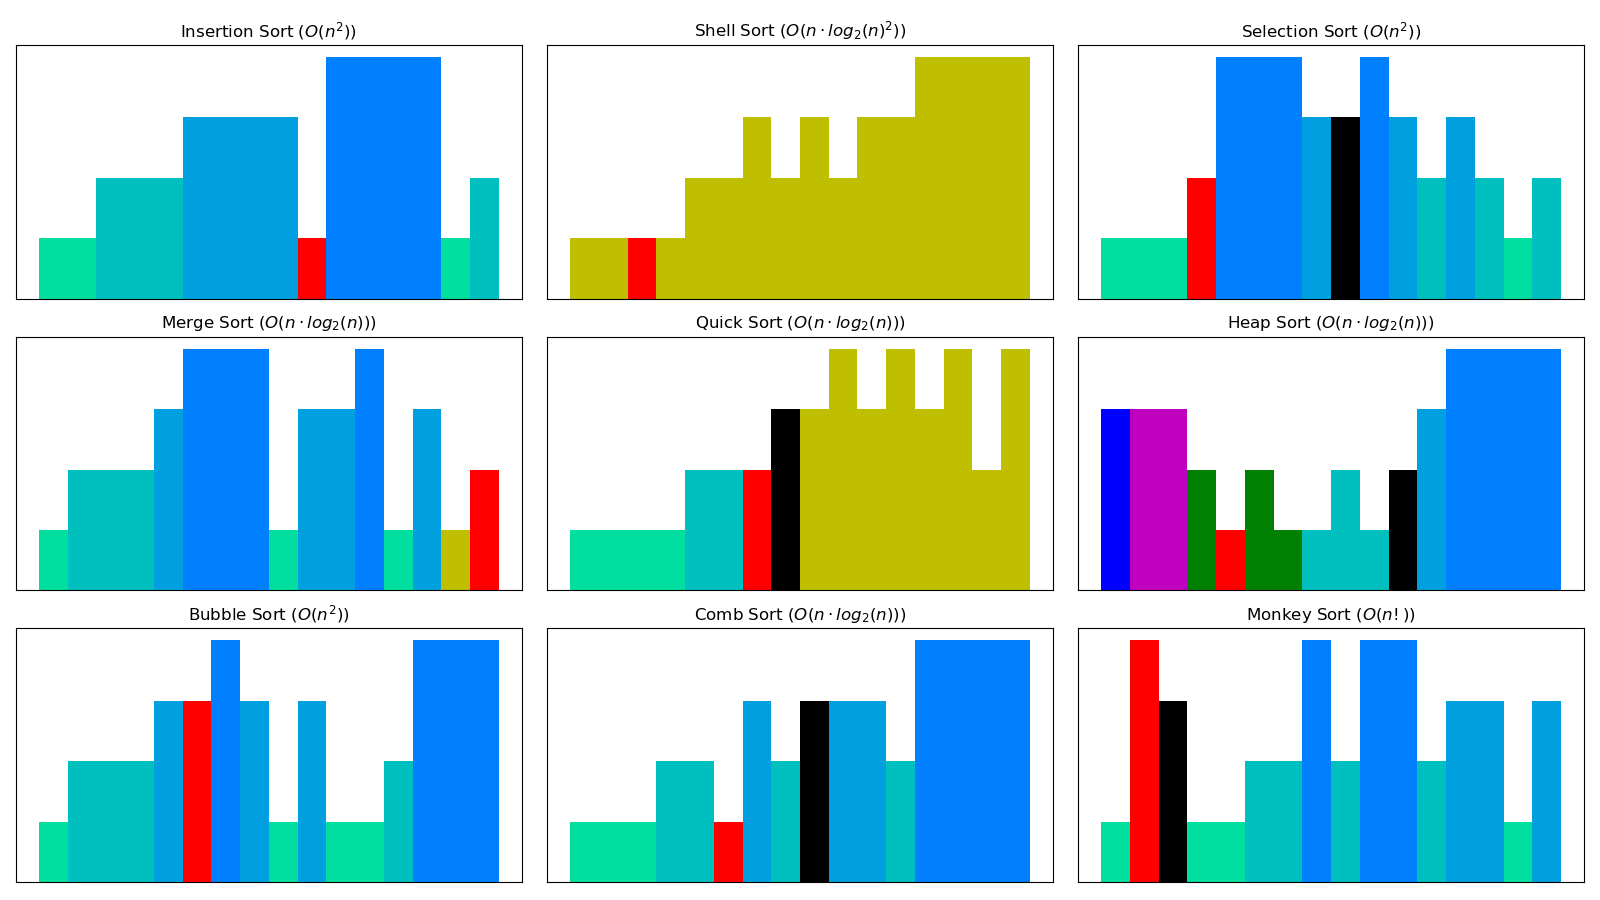 Insertion Sort (O(n²))
Shell Sort (O(n · log₂(n)²))
Selection Sort (O(n²))
Merge Sort (O(n · log₂(n)))
Quick Sort (O(n · log₂(n)))
Heap Sort (O(n · log₂(n)))
Bubble Sort (O(n²))
Comb Sort (O(n · log₂(n)))
Monkey Sort (O(n!))